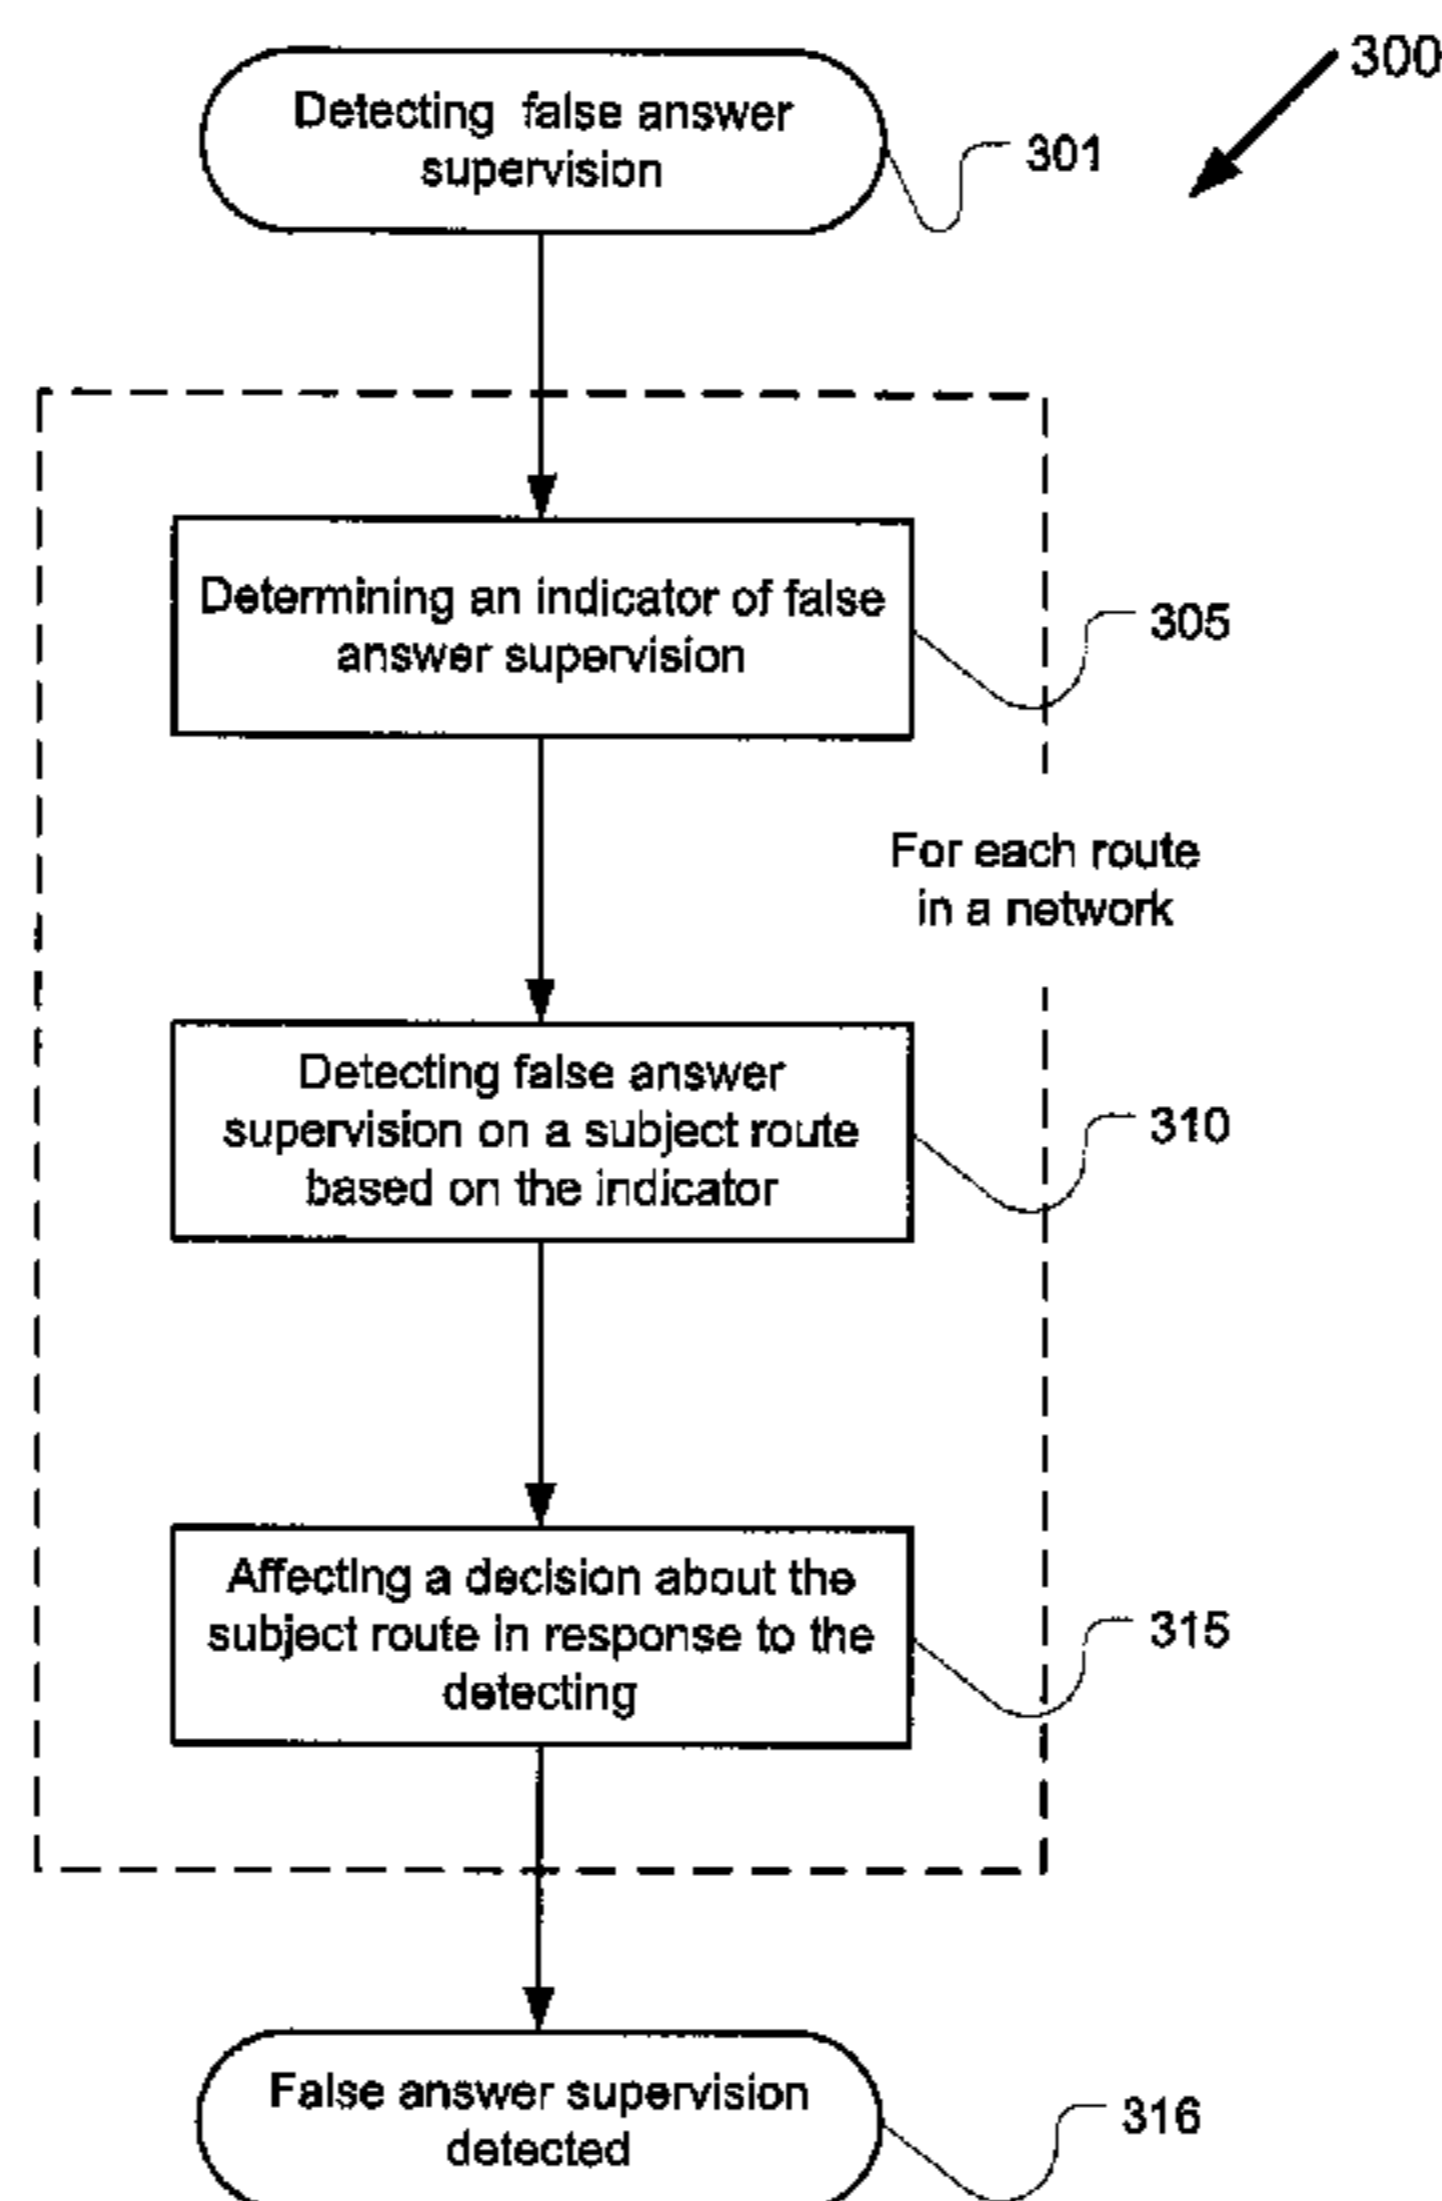 300
Detecting false answer
supervision
301
Determining an indicator of false
answer supervision
305
For each route
in a network
Detecting false answer
supervision on a subject route
based on the indicator
310
Affecting a decision about the
subject route in response to the
detecting
315
False answer supervision
detected
316